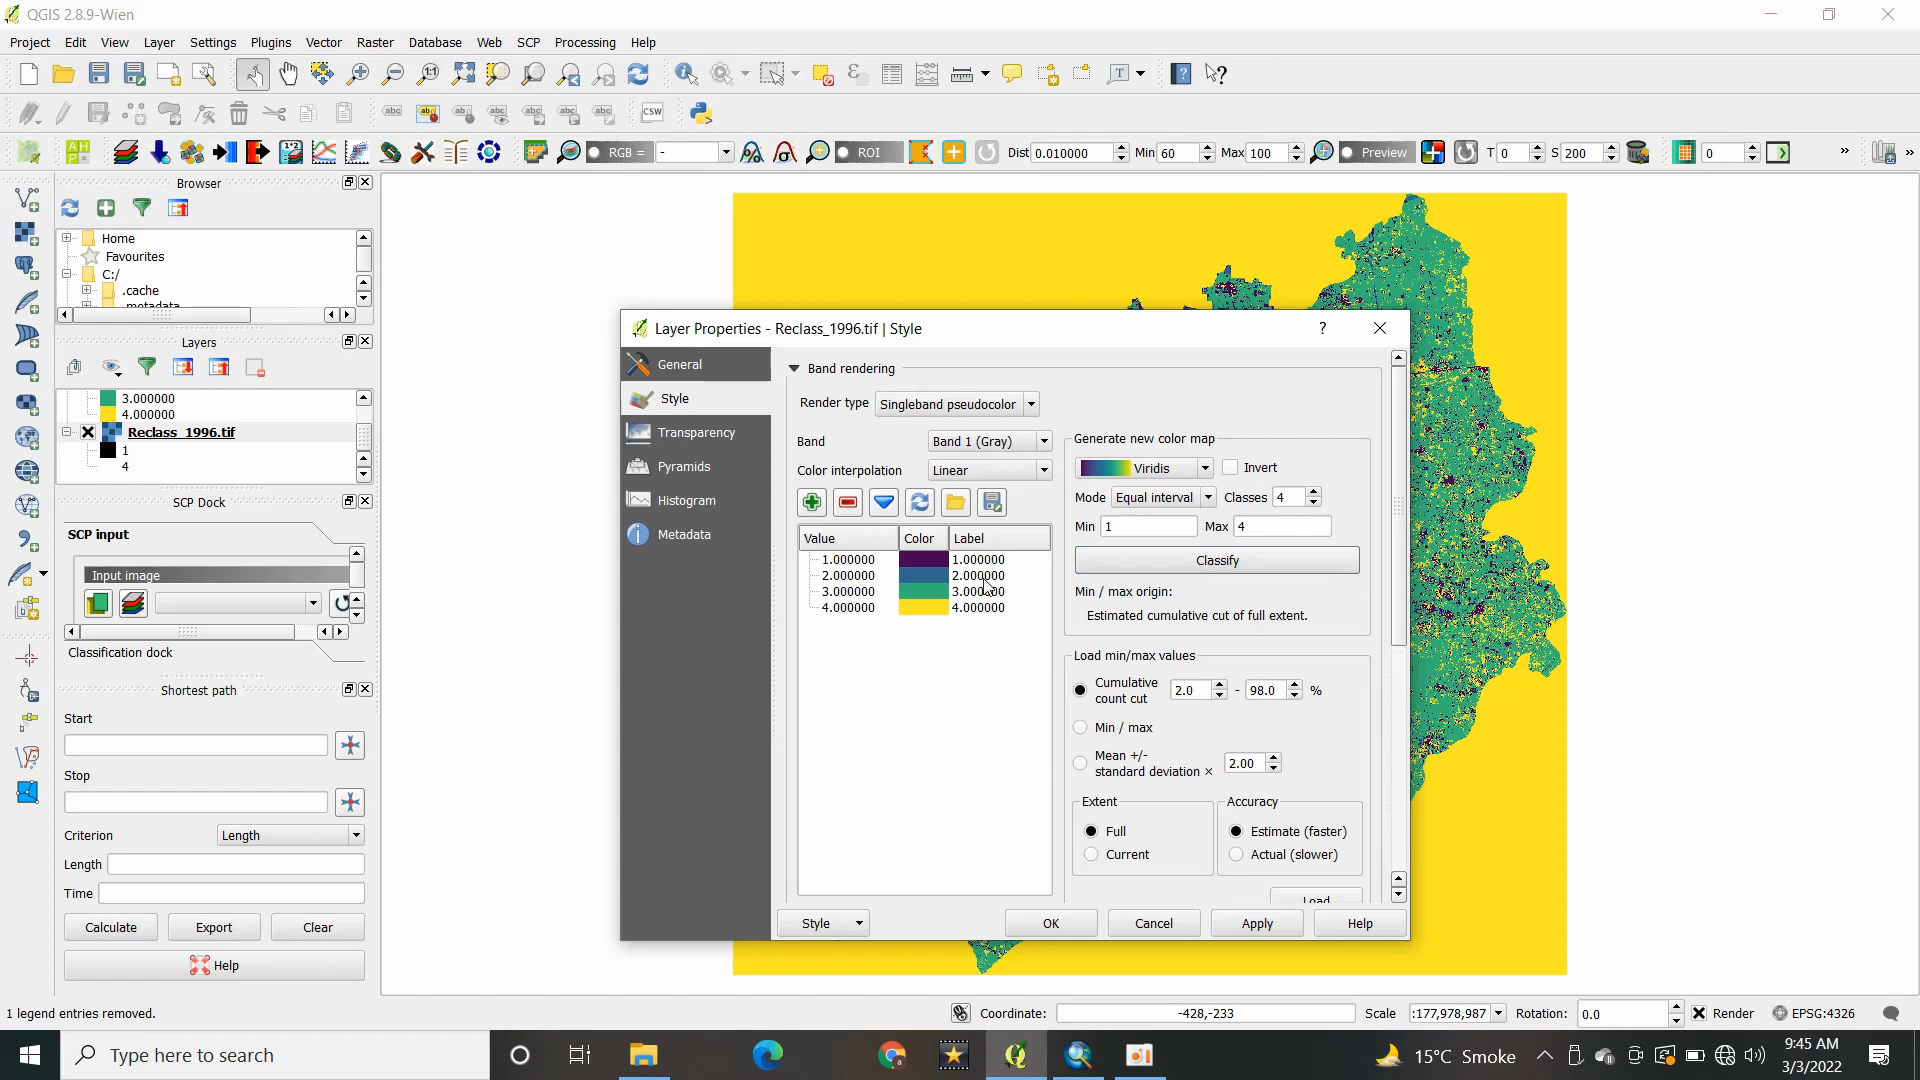 QGIS 2.8.9-Wien
Project Edit View Layer Settings Plugins Vector Raster Database Web SCP Processing Help
abc abc abc abc abc abc abc CSW
RGB = - ROI Dist 0.010000 Min 60 Max 100 Preview T 0 S 200 0 »
»
Browser
Home
Favourites
C:/
.cache
metadata
Layers
3.000000
4.000000
Reclass_1996.tif
1
4
SCP Dock
SCP input
Input image
Classification dock
Shortest path
Start
Stop
Criterion Length
Length
Time
Calculate Export Clear
Help
Layer Properties - Reclass_1996.tif | Style
?
General
Style
Transparency
Pyramids
Histogram
Metadata
Band rendering
Render type Singleband pseudocolor
Band Band 1 (Gray)
Color interpolation Linear
Value Color Label
1.000000 1.000000
2.000000 2.000000
3.000000 3.000000
4.000000 4.000000
Generate new color map
Viridis Invert
Mode Equal interval Classes 4
Min 1 Max 4
Classify
Min / max origin:
Estimated cumulative cut of full extent.
Load min/max values
Cumulative
count cut 2.0 - 98.0 %
Min / max
Mean +/-
standard deviation × 2.00
Extent
Full
Current
Accuracy
Estimate (faster)
Actual (slower)
Load
Style OK Cancel Apply Help
1 legend entries removed. Coordinate: -428,-233 Scale :177,978,987 Rotation: 0.0 Render EPSG:4326
Type here to search
15°C Smoke
9:45 AM
3/3/2022